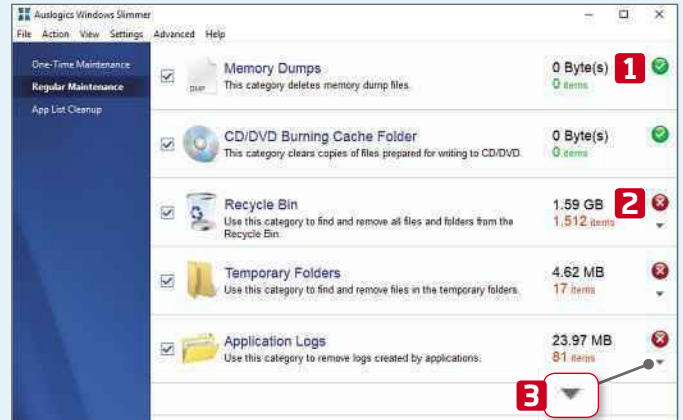 Auslogics Windows Slimmer
File Action View Settings Advanced Help
One-Time Maintenance
Regular Maintenance
App List Cleanup
Memory Dumps
This category deletes memory dump files.
DUMP
0 Byte(s)
0 items
1
CD/DVD Burning Cache Folder
This category clears copies of files prepared for writing to CD/DVD.
0 Byte(s)
0 items
Recycle Bin
Use this category to find and remove all files and folders from the
Recycle Bin.
1.59 GB
1,512 items
2
Temporary Folders
Use this category to find and remove files in the temporary folders.
4.62 MB
17 items
Application Logs
Use this category to remove logs created by applications.
23.97 MB
81 items
3